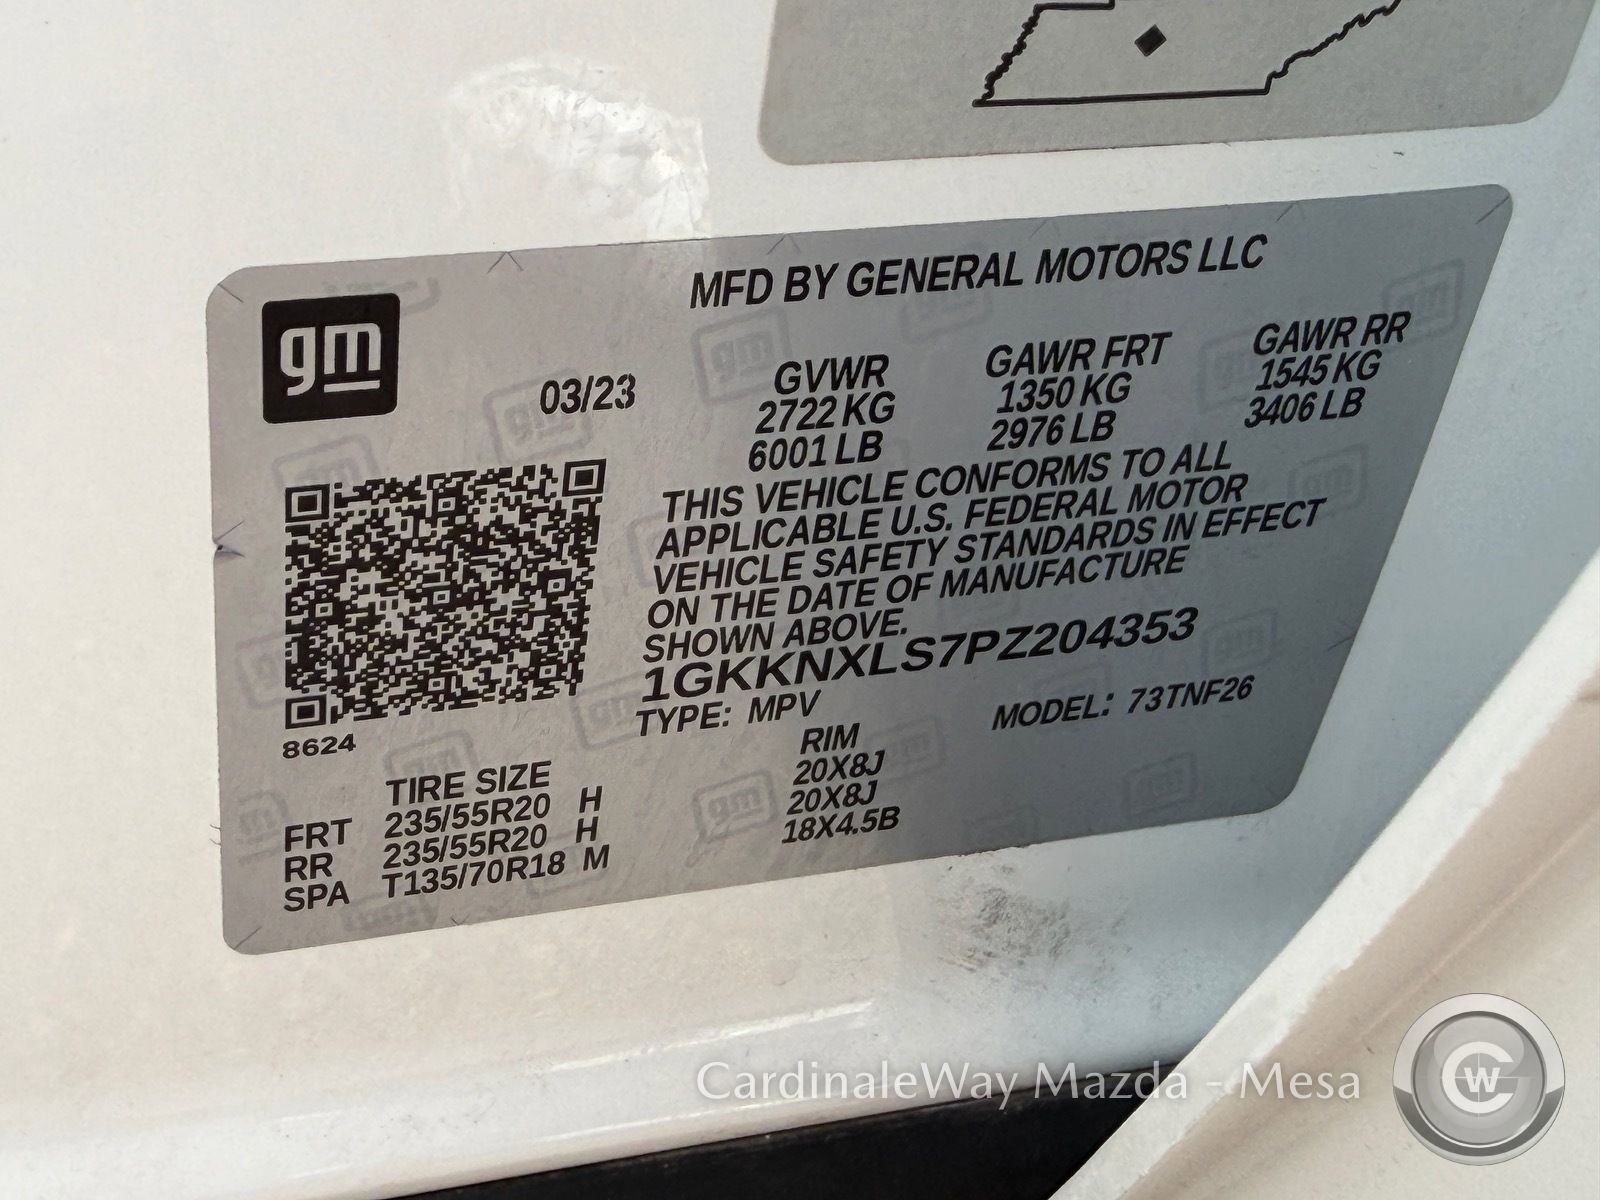 gm
MFD BY GENERAL MOTORS LLC
03/23
GVWR GAWR FRT GAWR RR
2722 KG 1350 KG 1545 KG
6001 LB 2976 LB 3406 LB
THIS VEHICLE CONFORMS TO ALL
APPLICABLE U.S. FEDERAL MOTOR
VEHICLE SAFETY STANDARDS IN EFFECT
ON THE DATE OF MANUFACTURE
SHOWN ABOVE.
1GKKNXLS7PZ204353
TYPE: MPV MODEL: 73TNF26
8624
TIRE SIZE RIM
FRT 235/55R20 H 20X8J
RR 235/55R20 H 20X8J
SPA T135/70R18 M 18X4.5B
CardinaleWay Mazda - Mesa
CW